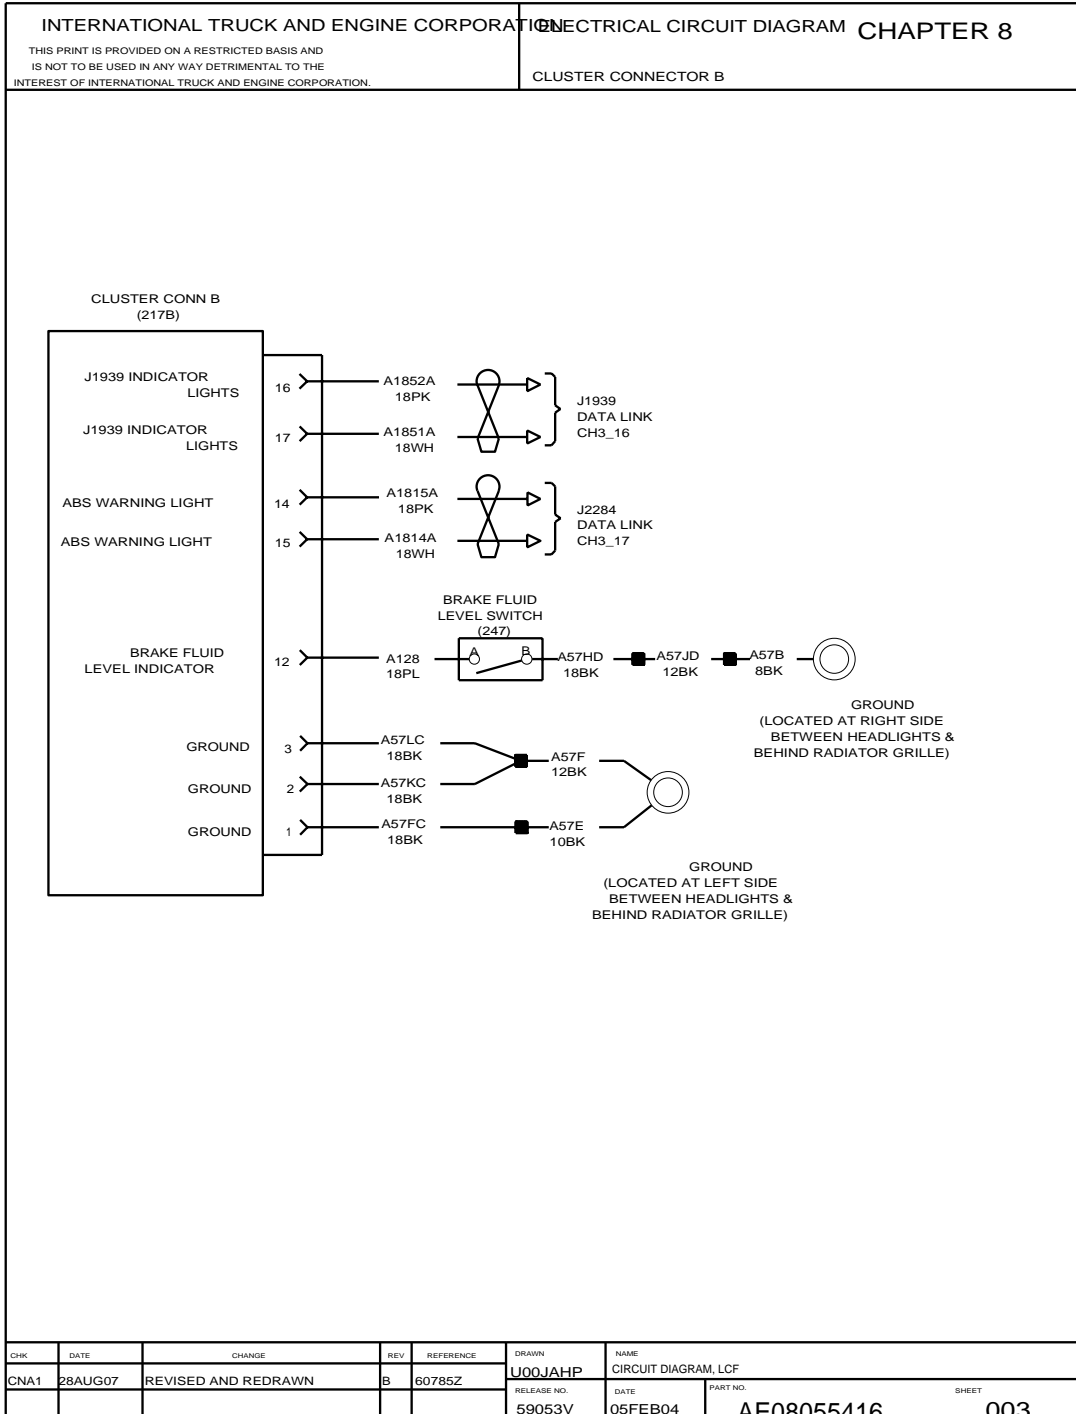 INTERNATIONAL TRUCK AND ENGINE CORPORATION
THIS PRINT IS PROVIDED ON A RESTRICTED BASIS AND
IS NOT TO BE USED IN ANY WAY DETRIMENTAL TO THE
INTEREST OF INTERNATIONAL TRUCK AND ENGINE CORPORATION.
ELECTRICAL CIRCUIT DIAGRAM CHAPTER 8
CLUSTER CONNECTOR B
CLUSTER CONN B
(217B)
J1939 INDICATOR
LIGHTS
16
A1852A
18PK
J1939 INDICATOR
LIGHTS
17
A1851A
18WH
J1939
DATA LINK
CH3_16
ABS WARNING LIGHT
14
A1815A
18PK
ABS WARNING LIGHT
15
A1814A
18WH
J2284
DATA LINK
CH3_17
BRAKE FLUID
LEVEL INDICATOR
12
A128
18PL
BRAKE FLUID
LEVEL SWITCH
(247)
A B
A57HD
18BK
A57JD
12BK
A57B
8BK
GROUND
(LOCATED AT RIGHT SIDE
BETWEEN HEADLIGHTS &
BEHIND RADIATOR GRILLE)
GROUND
3
A57LC
18BK
GROUND
2
A57KC
18BK
A57F
12BK
GROUND
1
A57FC
18BK
A57E
10BK
GROUND
(LOCATED AT LEFT SIDE
BETWEEN HEADLIGHTS &
BEHIND RADIATOR GRILLE)
CHK DATE CHANGE REV REFERENCE
CNA1 28AUG07 REVISED AND REDRAWN B 60785Z
DRAWN
U00JAHP
NAME
CIRCUIT DIAGRAM, LCF
RELEASE NO.
59053V
DATE
05FEB04
PART NO.
AE08055416
SHEET
003